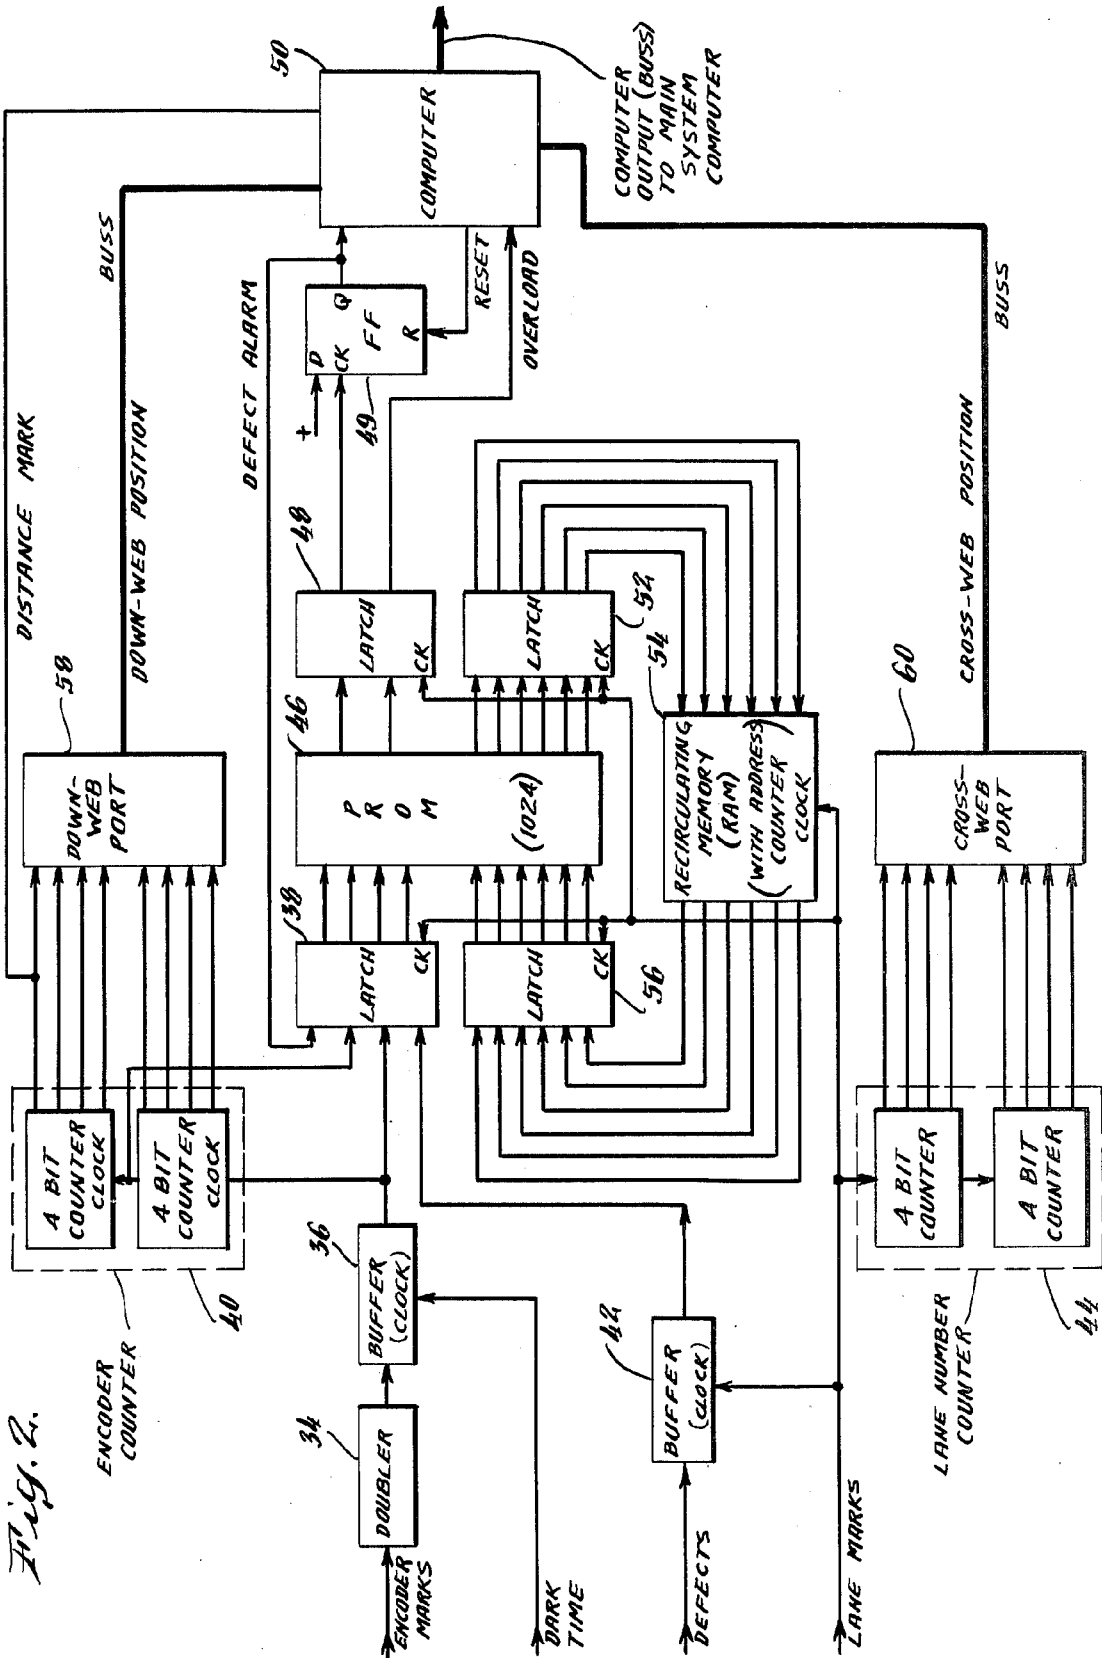 Fig. 2.
ENCODER
COUNTER
40
4 BIT
COUNTER
CLOCK
4 BIT
COUNTER
CLOCK
DOWN-
WEB
PORT
58
DISTANCE MARK
DOWN-WEB POSITION
BUSS
ENCODER
MARKS
DOUBLER
34
BUFFER
(CLOCK)
36
DARK
TIME
DEFECTS
BUFFER
(CLOCK)
42
LANE MARKS
LATCH
CK
38
LATCH
CK
56
PROM
(1024)
46
LATCH
CK
48
LATCH
CK
52
RECIRCULATING
MEMORY
(RAM)
(WITH ADDRESS
COUNTER)
CLOCK
54
DEFECT ALARM
+
D
CK
Q
FF
R
49
RESET
OVERLOAD
COMPUTER
50
COMPUTER
OUTPUT (BUSS)
TO MAIN
SYSTEM
COMPUTER
LANE NUMBER
COUNTER
44
4 BIT
COUNTER
4 BIT
COUNTER
CROSS-
WEB
PORT
60
CROSS-WEB POSITION
BUSS